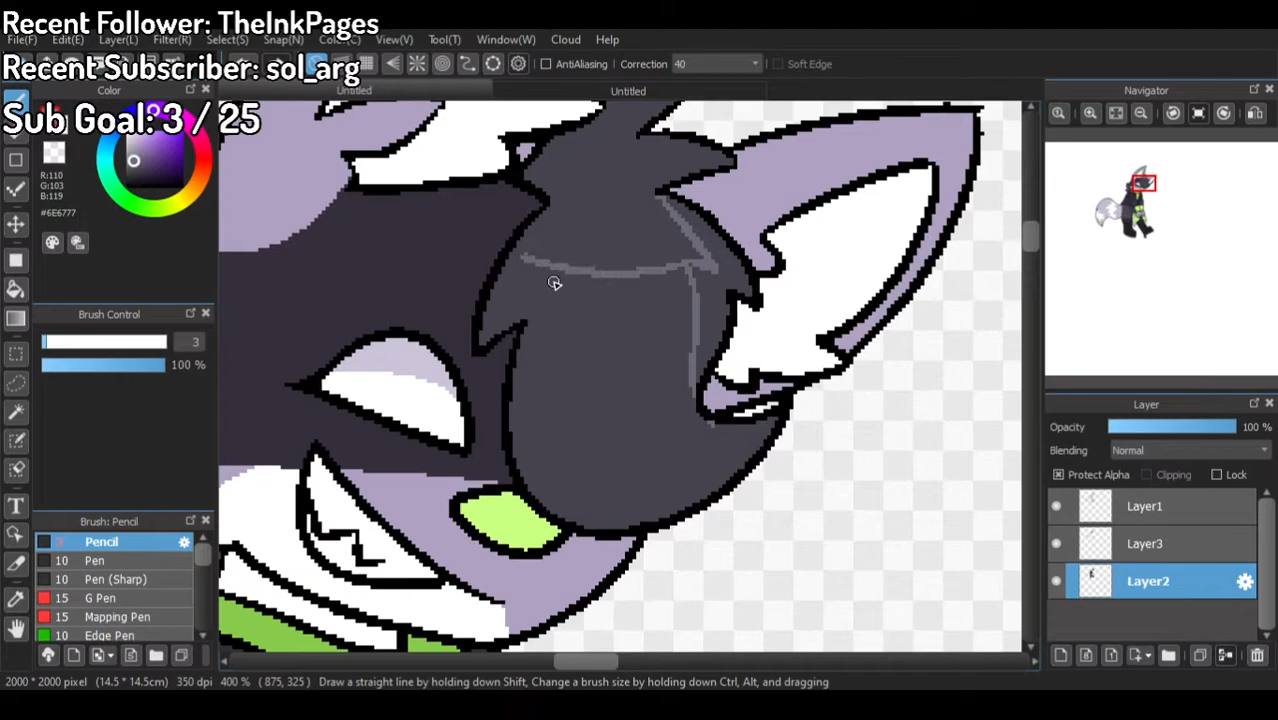 Recent Follower: TheInkPages
File(F) Edit(E) Layer(L) Filter(R) Select(S) Snap(N) Color(C) View(V) Tool(T) Window(W) Cloud Help
Recent Subscriber: sol_arg
AntiAliasing Correction 40 Soft Edge
Color
Untitled Untitled
Navigator
Sub Goal: 3 / 25
R:110
G:103
B:119
#6E6777
Brush Control
3
100 %
Layer
Opacity 100 %
Blending Normal
Protect Alpha Clipping Lock
Layer1
Layer3
Layer2
Brush: Pencil
3 Pencil
10 Pen
10 Pen (Sharp)
15 G Pen
15 Mapping Pen
10 Edge Pen
2000 * 2000 pixel (14.5 * 14.5cm) 350 dpi 400 % ( 875, 325 ) Draw a straight line by holding down Shift, Change a brush size by holding down Ctrl, Alt, and dragging